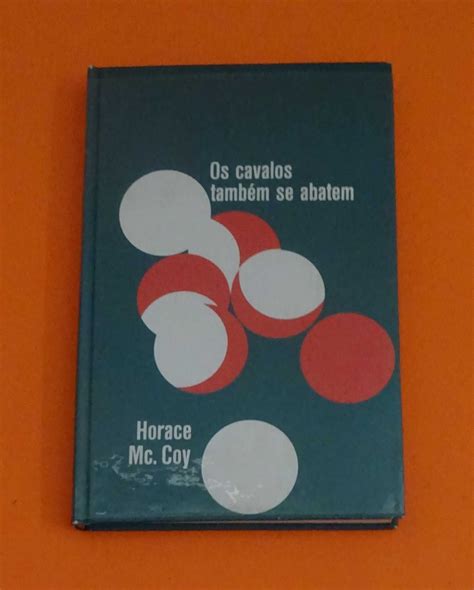 Os cavalos
também se abatem
Horace
Mc. Coy